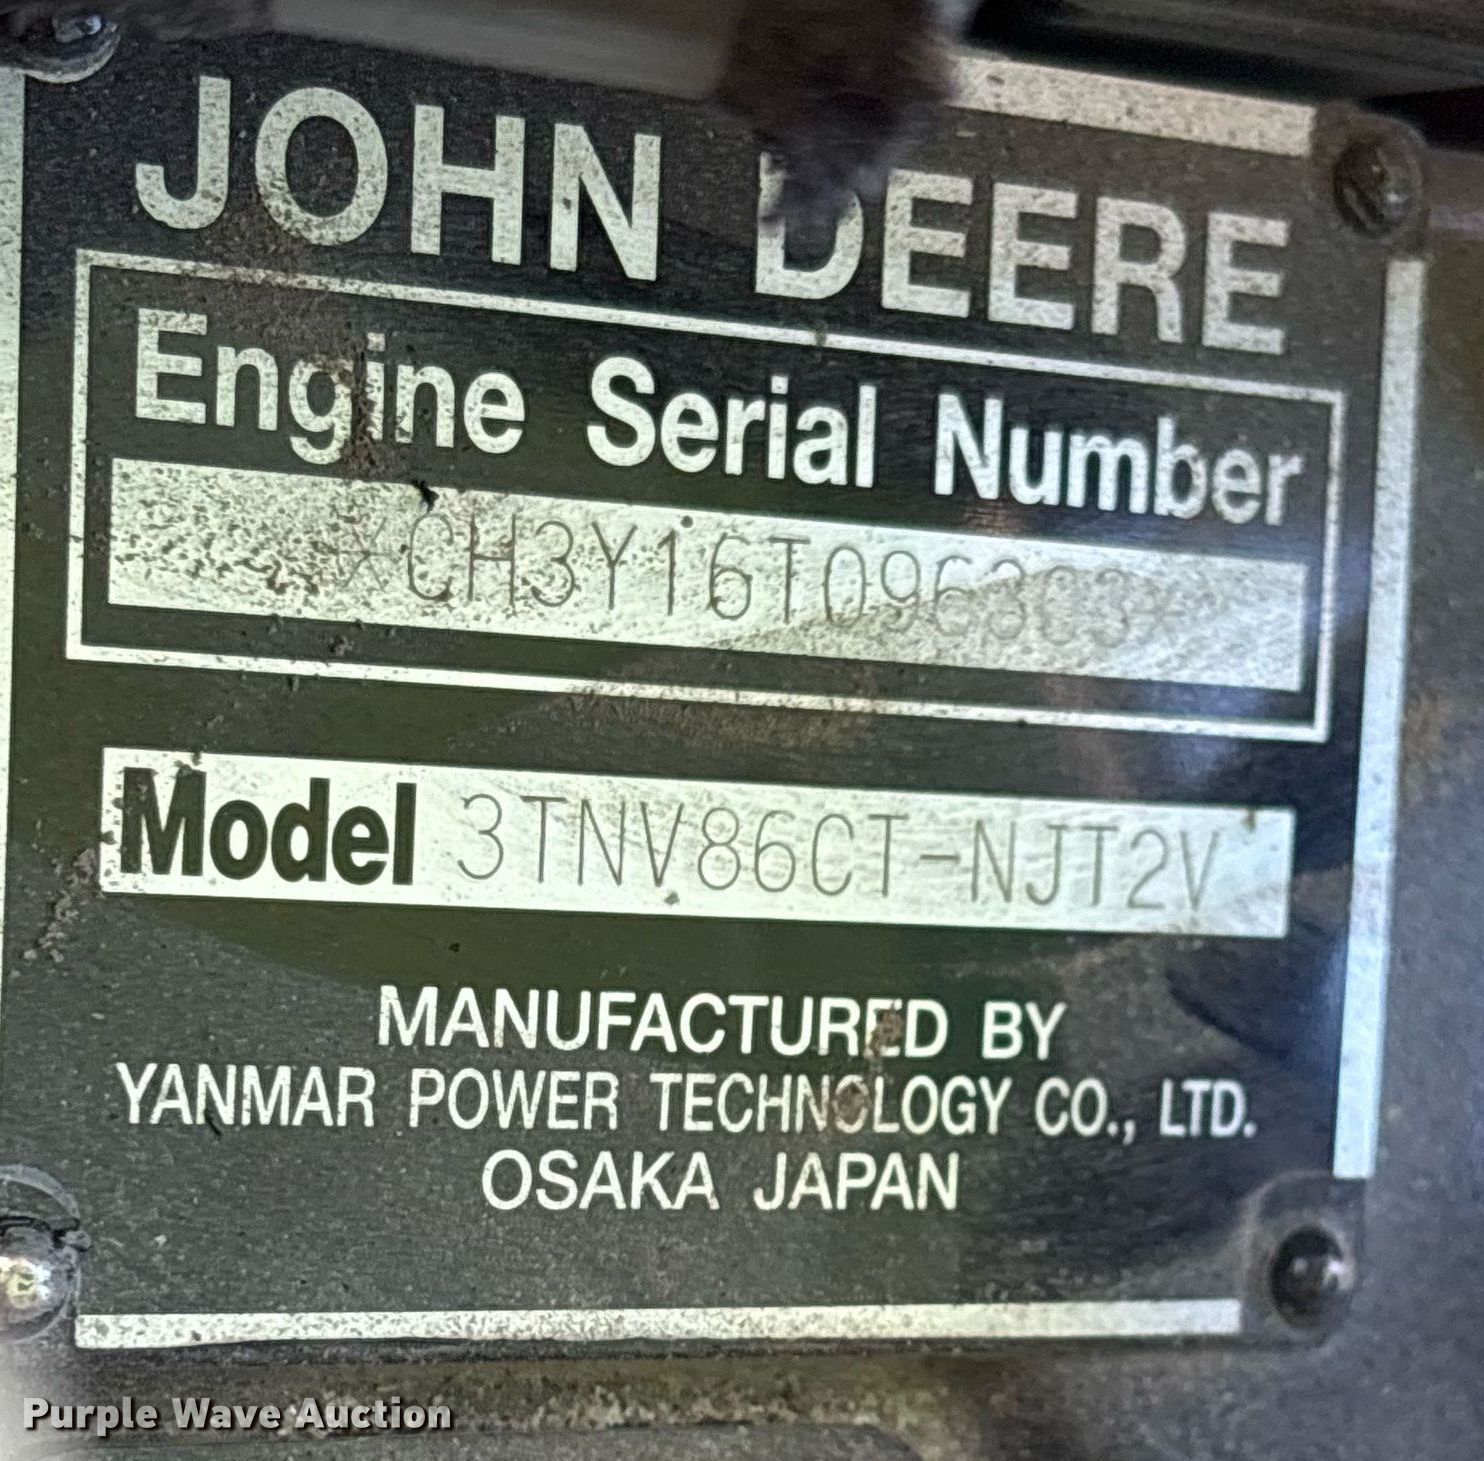 JOHN DEERE
Engine Serial Number
*CH3Y16T0963C3*
Model 3TNV86CT-NJT2V
MANUFACTURED BY
YANMAR POWER TECHNOLOGY CO., LTD.
OSAKA JAPAN
Purple Wave Auction